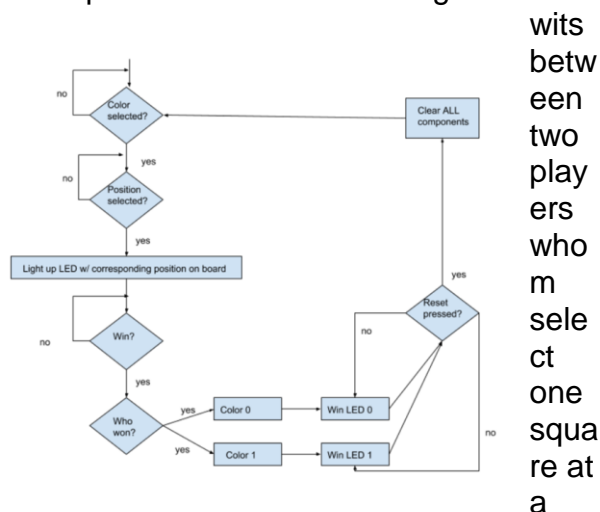 wits
betw
een
two
play
ers
who
m
sele
ct
one
squa
re at
a
no
Color
selected?
Clear ALL
components
yes
no
Position
selected?
yes
Light up LED w/ corresponding position on board
no
Win?
yes
Reset
pressed?
yes
no
no
Who
won?
yes
Color 0
Win LED 0
yes
Color 1
Win LED 1